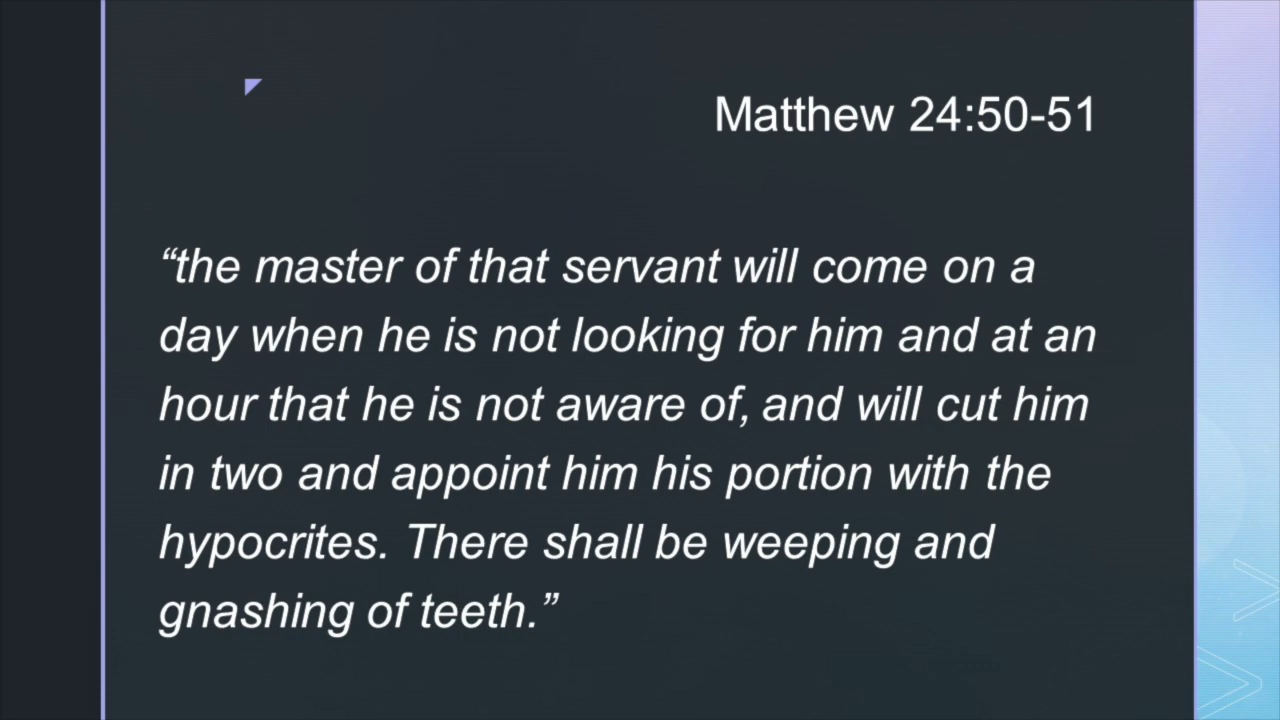 Matthew 24:50-51
“the master of that servant will come on a
day when he is not looking for him and at an
hour that he is not aware of, and will cut him
in two and appoint him his portion with the
hypocrites. There shall be weeping and
gnashing of teeth.”